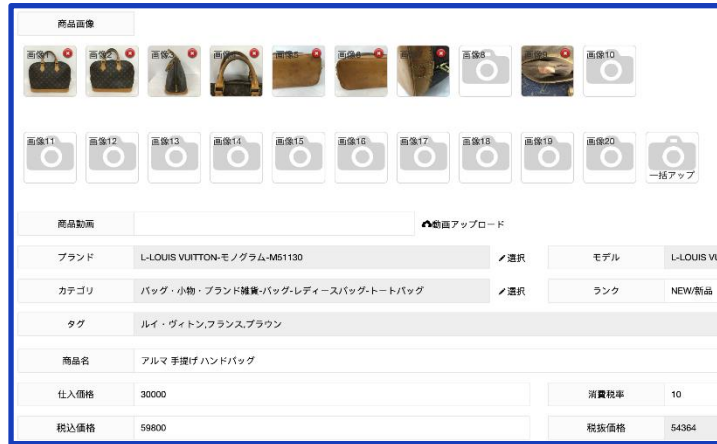 商品画像
画像1 画像2 画像3 画像4 画像5 画像6 画像7 画像8 画像9 画像10
画像11 画像12 画像13 画像14 画像15 画像16 画像17 画像18 画像19 画像20 一括アップ
商品動画 動画アップロード
ブランド L-LOUIS VUITTON-モノグラム-M51130 選択 モデル L-LOUIS VU
カテゴリ バッグ・小物・ブランド雑貨-バッグ-レディースバッグ-トートバッグ 選択 ランク NEW/新品
タグ ルイ・ヴィトン,フランス,ブラウン
商品名 アルマ 手提げ ハンドバッグ
仕入価格 30000 消費税率 10
税込価格 59800 税抜価格 54364